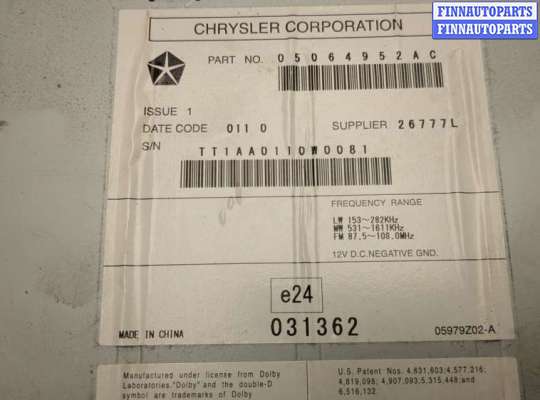 FINNAUTOPARTS
FINNAUTOPARTS
CHRYSLER CORPORATION
PART NO. 05064952AC
ISSUE 1
DATE CODE 011 0 SUPPLIER 26777L
S/N TT1AA0110W0081
FREQUENCY RANGE
LW 153~282KHz
MW 531~1611KHz
FM 87.5~108.0MHz
12V D.C.NEGATIVE GND.
e24
031362
MADE IN CHINA
05979Z02-A
Manufactured under license from Dolby
Laboratories."Dolby" and the double-D
symbol are trademarks of Dolby
U.S. Patent Nos. 4,631,603;4,577,216;
4,819,098; 4,907,093;5,315,448;and
6,516,132.